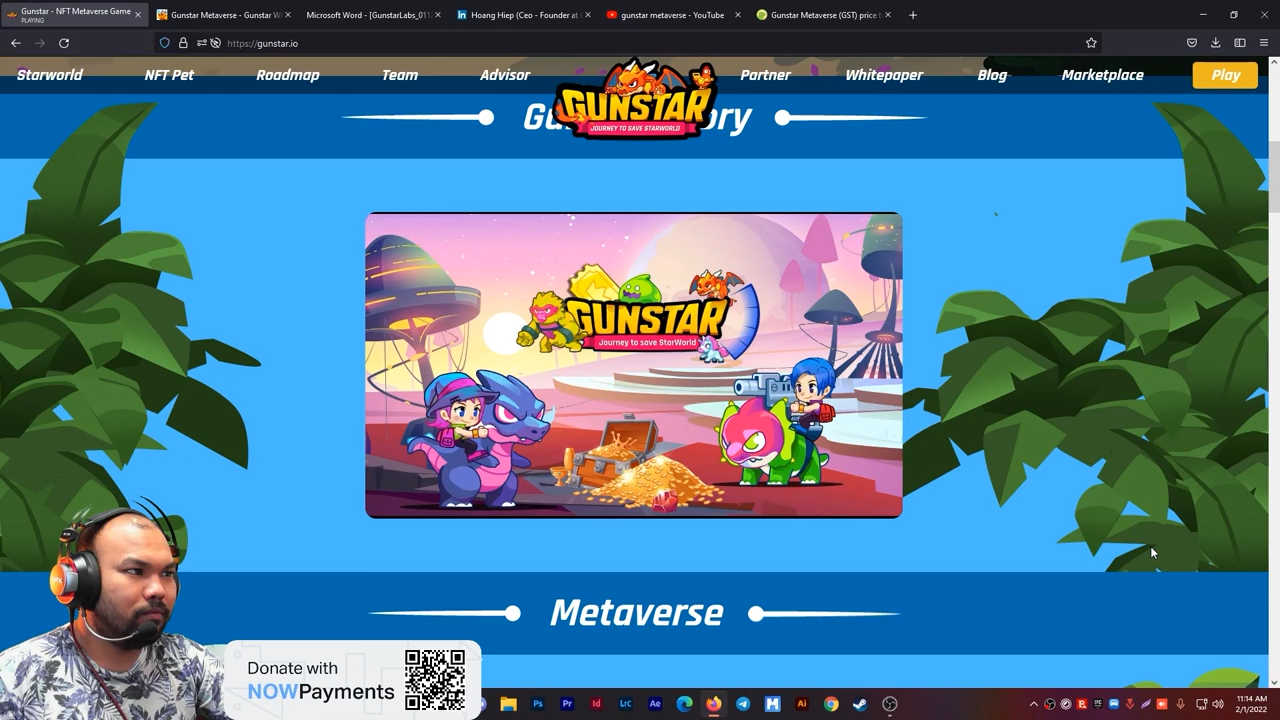 Gunstar - NFT Metaverse Game
PLAYING
Gunstar Metaverse - Gunstar W
Microsoft Word - [GunstarLabs_011
Hoang Hiep (Ceo - Founder at
gunstar metaverse - YouTube
Gunstar Metaverse (GST) price
https://gunstar.io
Starworld
NFT Pet
Roadmap
Team
Advisor
GUNSTAR
JOURNEY TO SAVE STARWORLD
Partner
Whitepaper
Blog
Marketplace
Play
GUNSTAR
Journey to save StarWorld
Metaverse
Donate with
NOWPayments
11:14 AM
2/1/2022